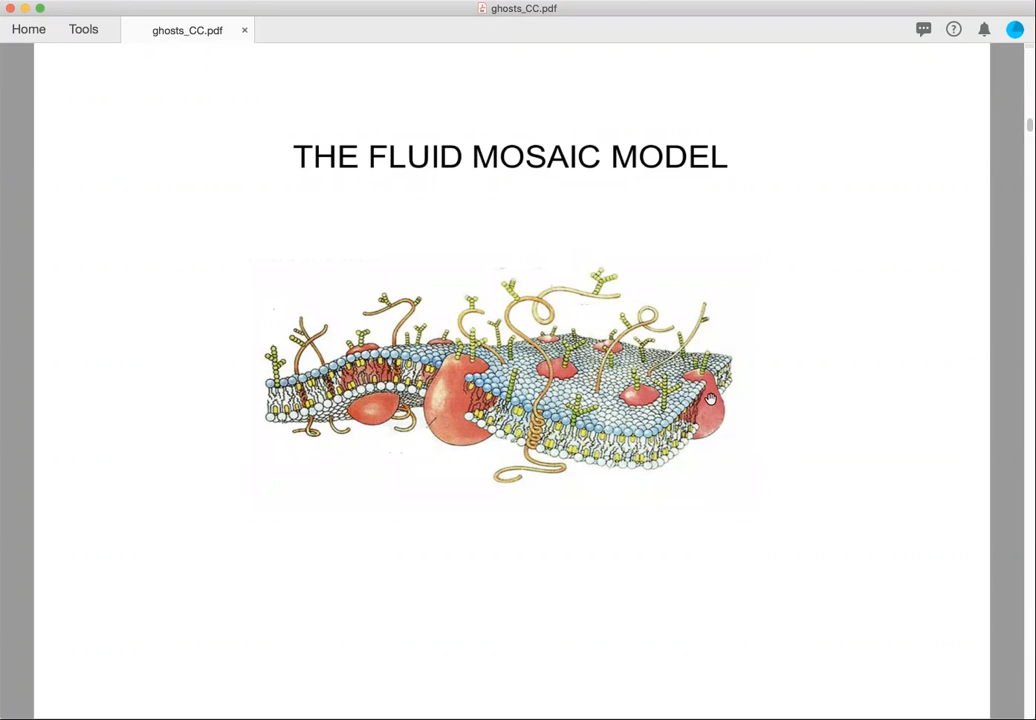 ghosts_CC.pdf
Home
Tools
ghosts_CC.pdf
THE FLUID MOSAIC MODEL